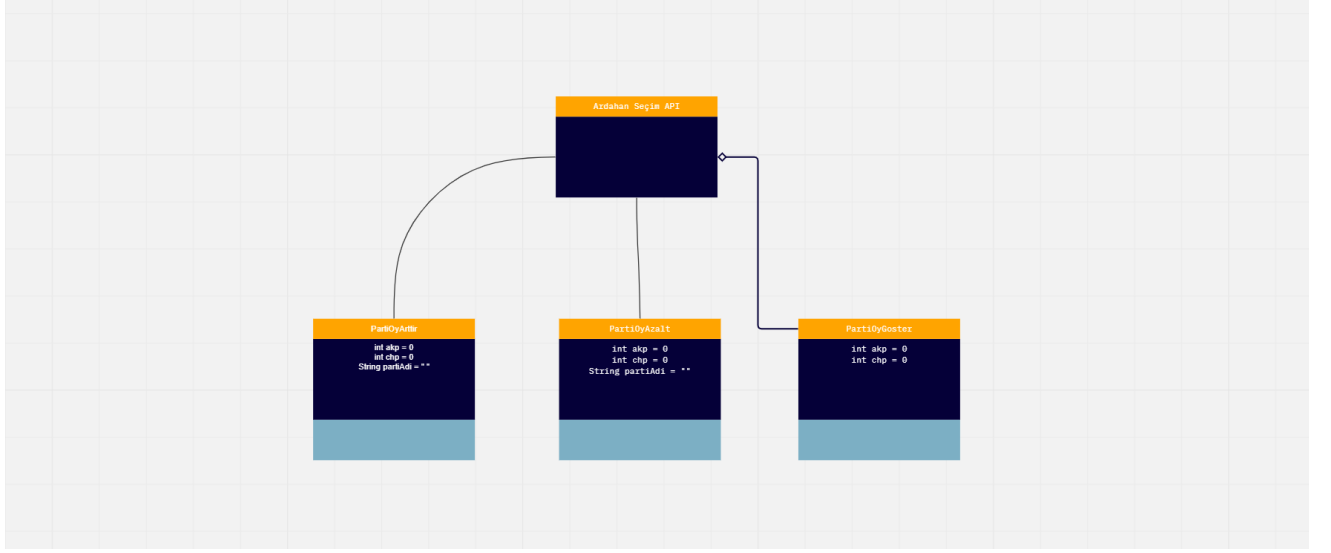 Ardahan Seçim API
PartiOyArttir
int akp = 0
int chp = 0
String partiAdi = ""
PartiOyAzalt
int akp = 0
int chp = 0
String partiAdi = ""
PartiOyGoster
int akp = 0
int chp = 0